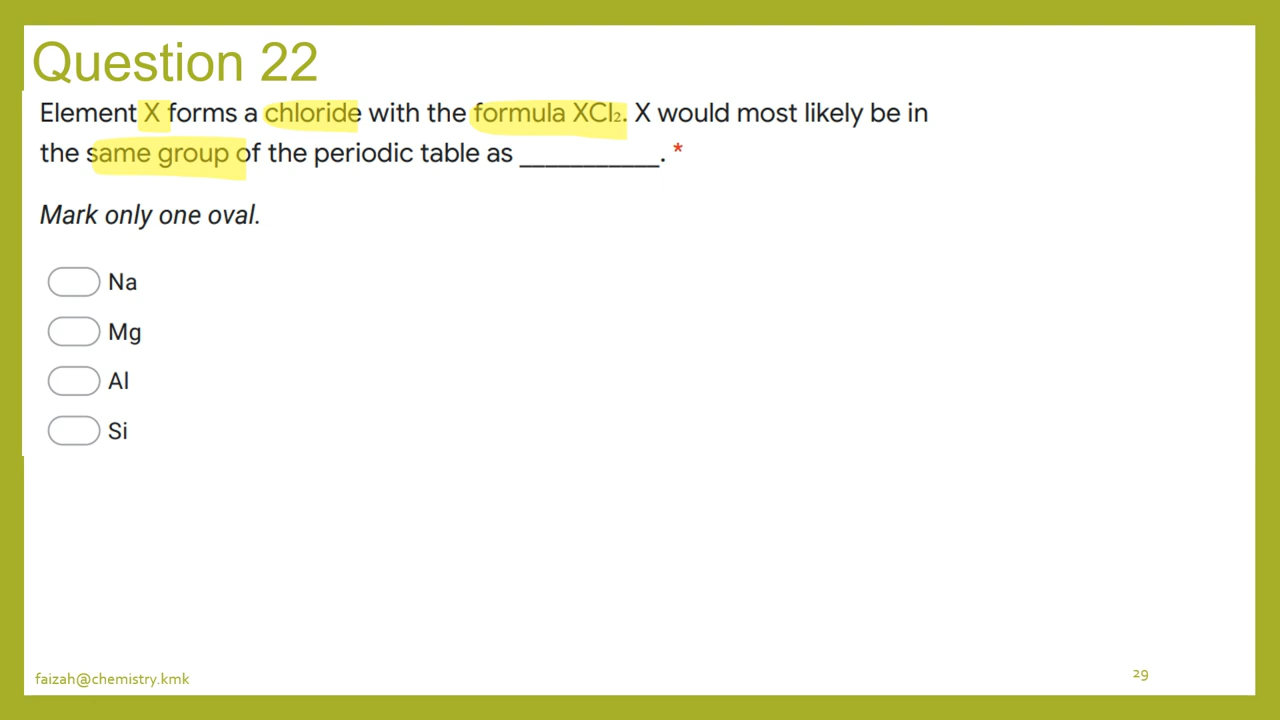 Question 22
Element X forms a chloride with the formula XCl₂. X would most likely be in
the same group of the periodic table as ___________. *
Mark only one oval.
Na
Mg
Al
Si
faizah@chemistry.kmk
29